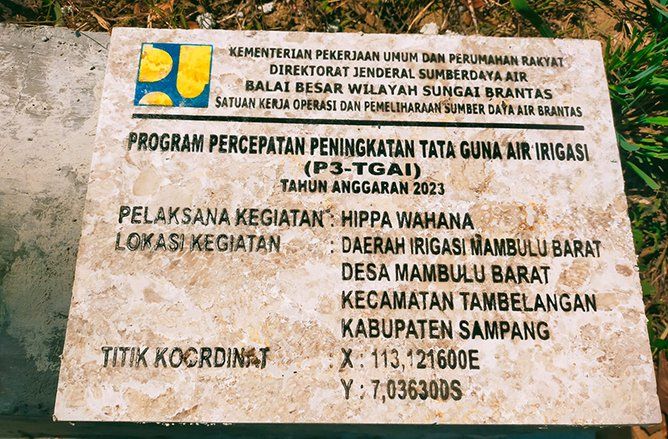 KEMENTERIAN PEKERJAAN UMUM DAN PERUMAHAN RAKYAT
DIREKTORAT JENDERAL SUMBERDAYA AIR
BALAI BESAR WILAYAH SUNGAI BRANTAS
SATUAN KERJA OPERASI DAN PEMELIHARAAN SUMBER DAYA AIR BRANTAS
PROGRAM PERCEPATAN PENINGKATAN TATA GUNA AIR IRIGASI
(P3-TGAI)
TAHUN ANGGARAN 2023
PELAKSANA KEGIATAN : HIPPA WAHANA
LOKASI KEGIATAN : DAERAH IRIGASI MAMBULU BARAT
DESA MAMBULU BARAT
KECAMATAN TAMBELANGAN
KABUPATEN SAMPANG
TITIK KOORDINAT : X : 113,121600E
Y : 7,036300S